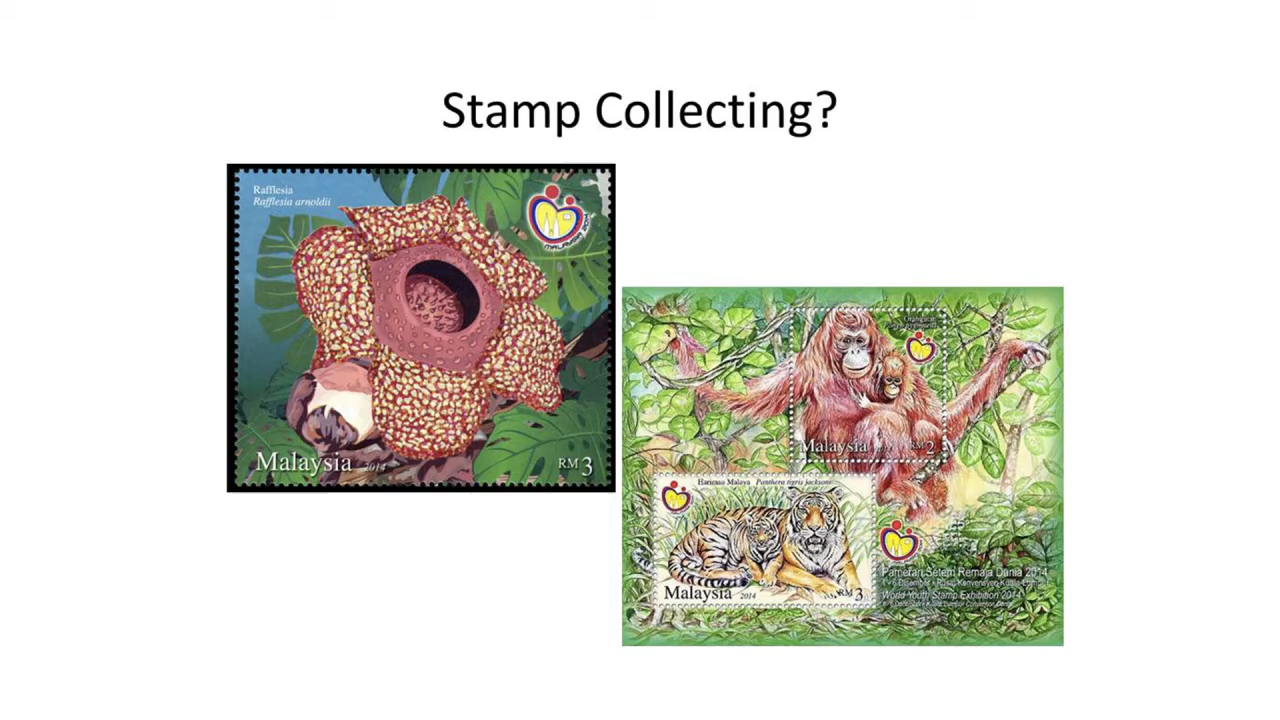 Stamp Collecting?
Rafflesia
Rafflesia arnoldii
Malaysia 2014
RM 3
Orangutan
Malaysia
RM 2
Harimau Malaya Panthera tigris jacksoni
Malaysia 2014
RM 3
Pameran Setem Remaja Dunia 2014
World Youth Stamp Exhibition 2014